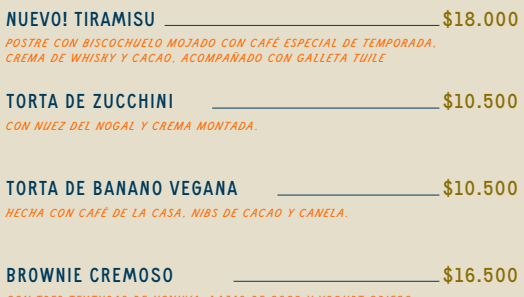 NUEVO! TIRAMISU $18.000
POSTRE CON BISCOCHUELO MOJADO CON CAFÉ ESPECIAL DE TEMPORADA,
CREMA DE WHISKY Y CACAO, ACOMPAÑADO CON GALLETA TUILE
TORTA DE ZUCCHINI $10.500
CON NUEZ DEL NOGAL Y CREMA MONTADA.
TORTA DE BANANO VEGANA $10.500
HECHA CON CAFÉ DE LA CASA, NIBS DE CACAO Y CANELA.
BROWNIE CREMOSO $16.500